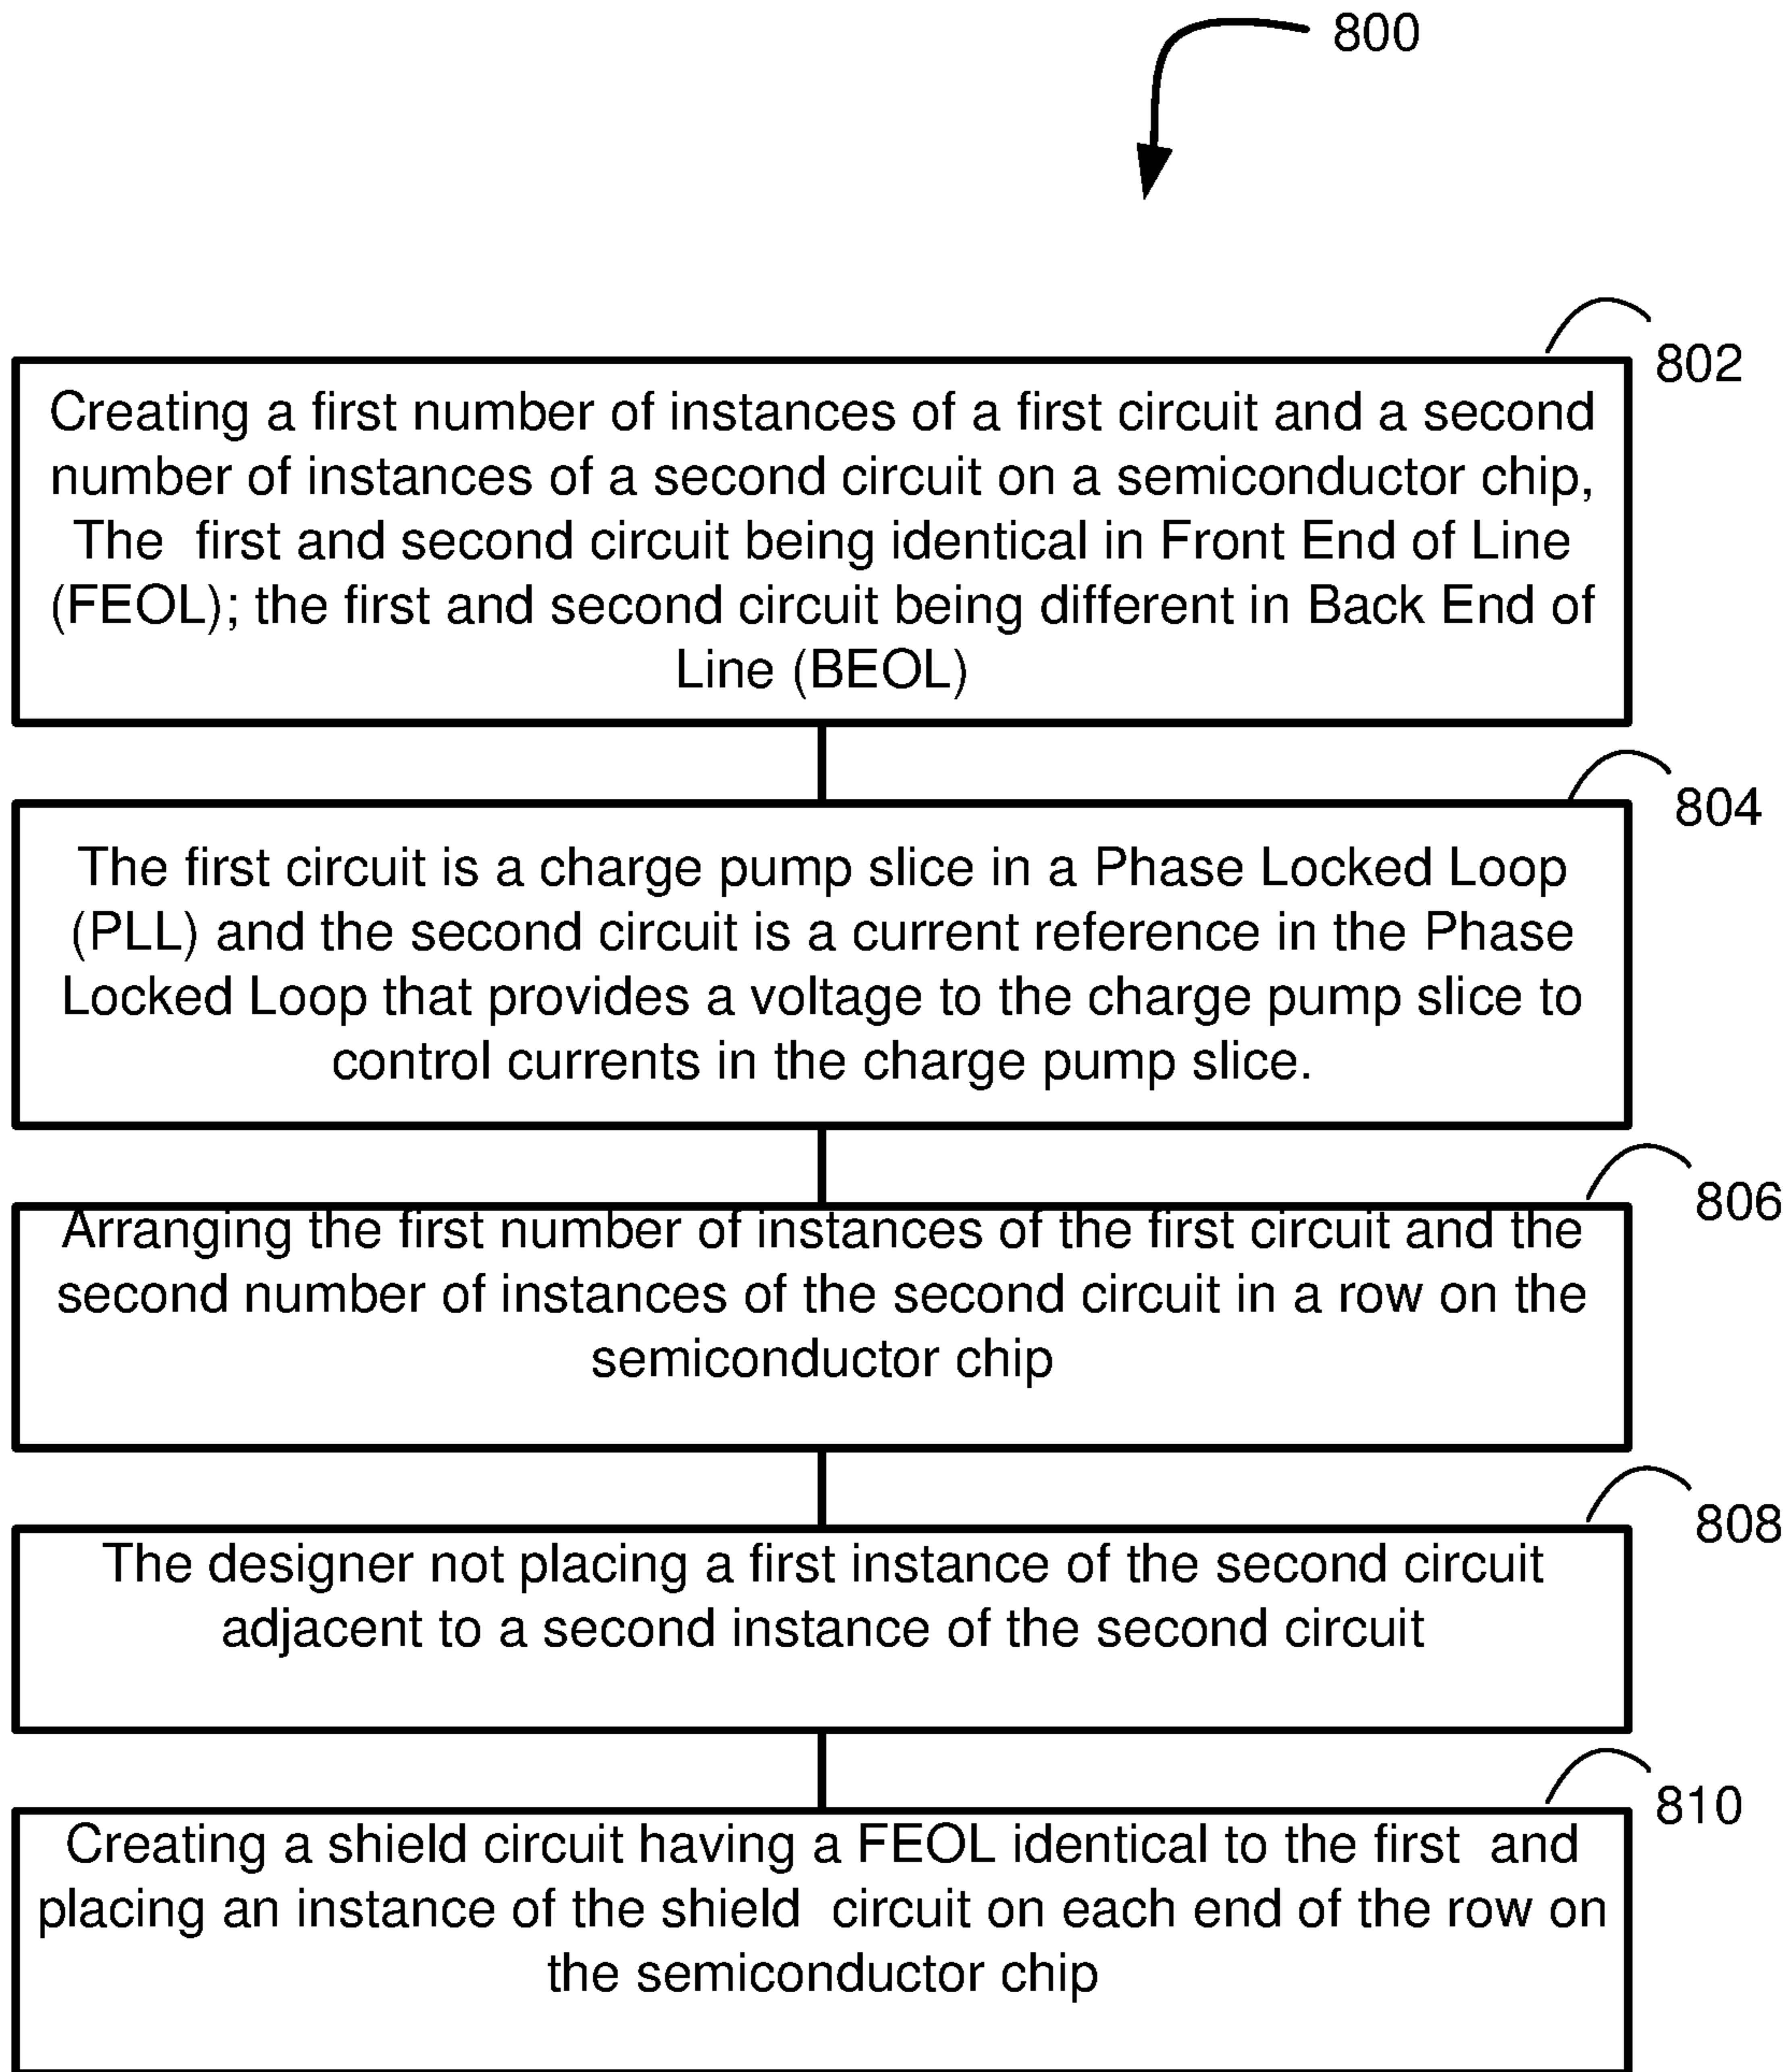 800
802
Creating a first number of instances of a first circuit and a second
number of instances of a second circuit on a semiconductor chip,
The first and second circuit being identical in Front End of Line
(FEOL); the first and second circuit being different in Back End of
Line (BEOL)
804
The first circuit is a charge pump slice in a Phase Locked Loop
(PLL) and the second circuit is a current reference in the Phase
Locked Loop that provides a voltage to the charge pump slice to
control currents in the charge pump slice.
806
Arranging the first number of instances of the first circuit and the
second number of instances of the second circuit in a row on the
semiconductor chip
808
The designer not placing a first instance of the second circuit
adjacent to a second instance of the second circuit
810
Creating a shield circuit having a FEOL identical to the first and
placing an instance of the shield circuit on each end of the row on
the semiconductor chip